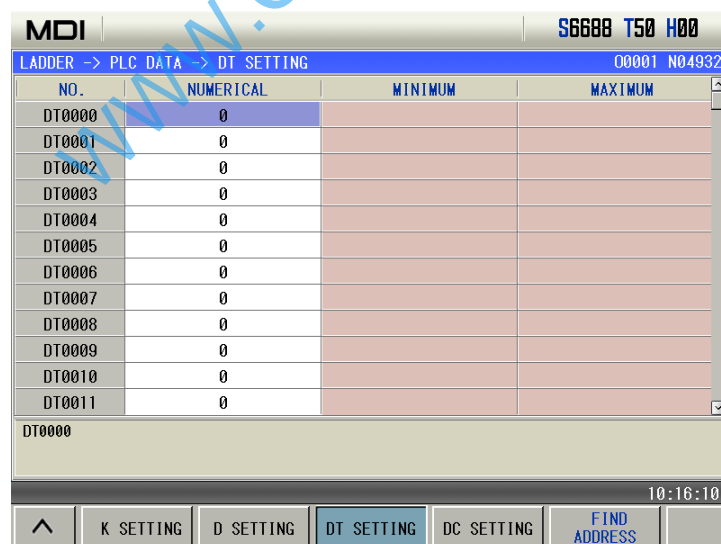 MDI S6688 T50 H00
LADDER -> PLC DATA -> DT SETTING O0001 N04932
NO. NUMERICAL MINIMUM MAXIMUM
DT0000 0
DT0001 0
DT0002 0
DT0003 0
DT0004 0
DT0005 0
DT0006 0
DT0007 0
DT0008 0
DT0009 0
DT0010 0
DT0011 0
DT0000
10:16:10
K SETTING D SETTING DT SETTING DC SETTING FIND ADDRESS
www.